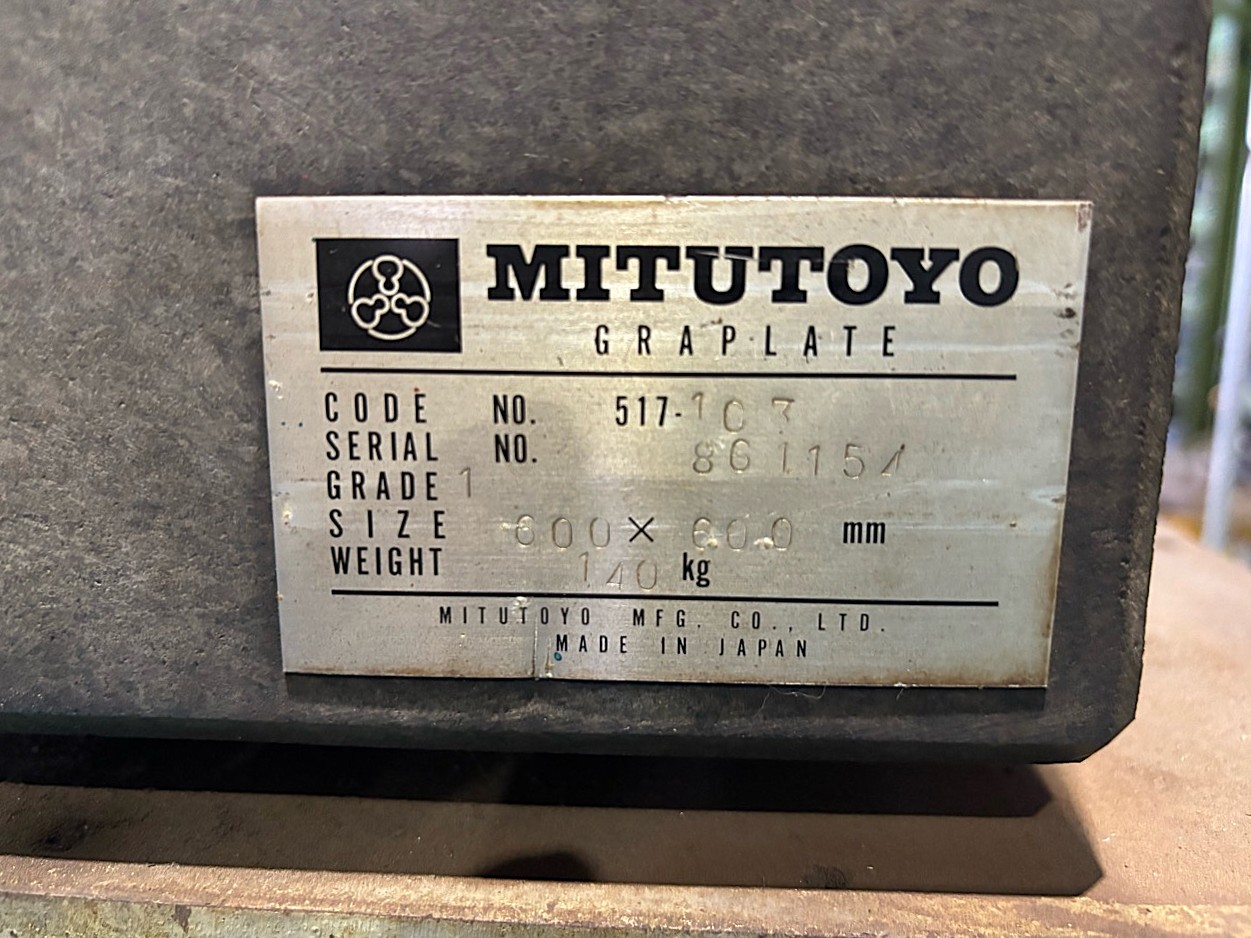 MITUTOYO
GRAPLATE
CODE NO. 517-103
SERIAL NO. 861154
GRADE 1
SIZE 600 × 600 mm
WEIGHT 140 kg
MITUTOYO MFG. CO., LTD.
MADE IN JAPAN